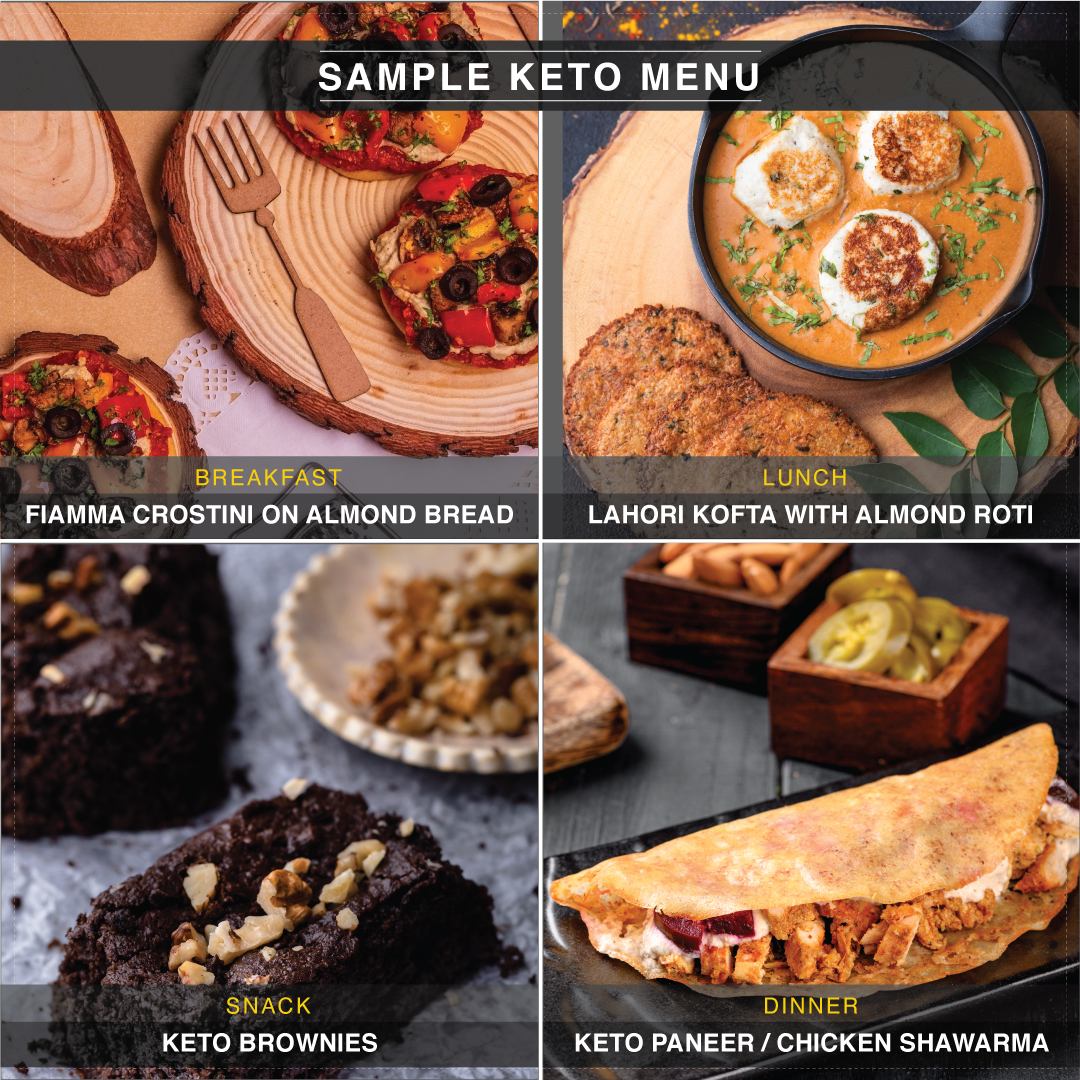 SAMPLE KETO MENU
BREAKFAST
FIAMMA CROSTINI ON ALMOND BREAD
LUNCH
LAHORI KOFTA WITH ALMOND ROTI
SNACK
KETO BROWNIES
DINNER
KETO PANEER / CHICKEN SHAWARMA